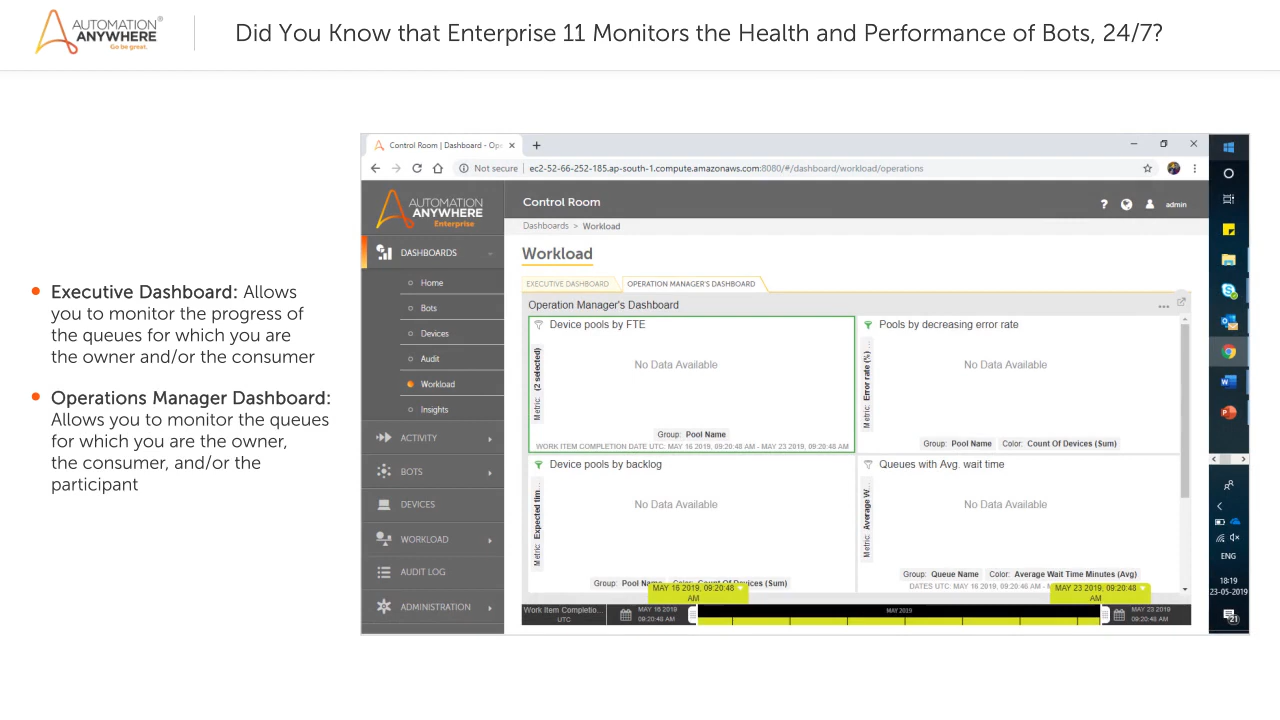 AUTOMATION
ANYWHERE®
Go be great.
Did You Know that Enterprise 11 Monitors the Health and Performance of Bots, 24/7?
Executive Dashboard: Allows
you to monitor the progress of
the queues for which you are
the owner and/or the consumer
Operations Manager Dashboard:
Allows you to monitor the queues
for which you are the owner,
the consumer, and/or the
participant
Control Room | Dashboard - Ope
Not secure | ec2-52-66-252-185.ap-south-1.compute.amazonaws.com:8080/#/dashboard/workload/operations
AUTOMATION
ANYWHERE
Enterprise
Control Room
? admin
Dashboards > Workload
DASHBOARDS
Home
Bots
Devices
Audit
Workload
Insights
ACTIVITY
BOTS
DEVICES
WORKLOAD
AUDIT LOG
ADMINISTRATION
Workload
EXECUTIVE DASHBOARD
OPERATION MANAGER'S DASHBOARD
Operation Manager's Dashboard
Device pools by FTE
No Data Available
Metric: (2 selected)
Group: Pool Name
WORK ITEM COMPLETION DATE UTC: MAY 16 2019, 09:20:48 AM - MAY 23 2019, 09:20:48 AM
Pools by decreasing error rate
No Data Available
Metric: Error rate (%) ...
Group: Pool Name Color: Count Of Devices (Sum)
Device pools by backlog
No Data Available
Metric: Expected tim...
Group: Pool Name Color: Count Of Devices (Sum)
Queues with Avg. wait time
No Data Available
Metric: Average W...
Group: Queue Name Color: Average Wait Time Minutes (Avg)
DATES UTC: MAY 16 2019, 09:20:48 AM - M
MAY 16 2019, 09:20:48
AM
MAY 23 2019, 09:20:48
AM
Work Item Completio...
UTC
MAY 16 2019
09:20:48 AM
MAY 2019
MAY 23 2019
09:20:48 AM
ENG
18:19
23-05-2019
21